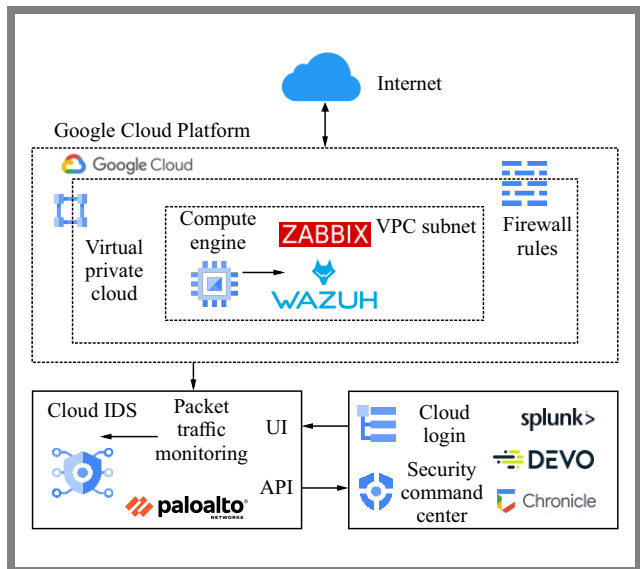 Internet
Google Cloud Platform
Google Cloud
Compute
engine
ZABBIX
VPC subnet
WAZUH
Virtual
private
cloud
Firewall
rules
Cloud IDS
Packet
traffic
monitoring
UI
API
paloalto®
NETWORKS
Cloud
login
splunk>
DEVO
Security
command
center
Chronicle